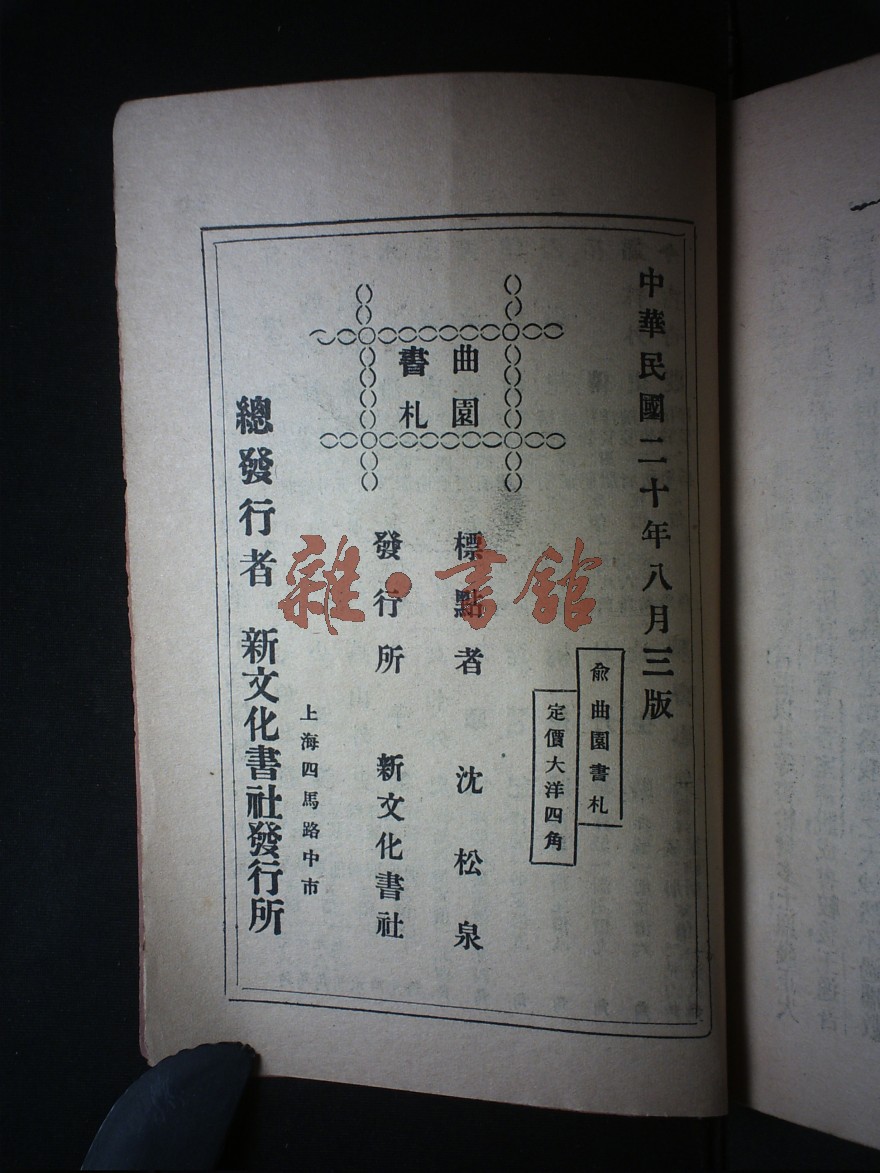 中華民國二十年八月三版
俞曲園書札
定價大洋四角
曲園
書札
標點者　沈松泉
發行所　新文化書社
上海四馬路中市
總發行者　新文化書社發行所
雜·書館